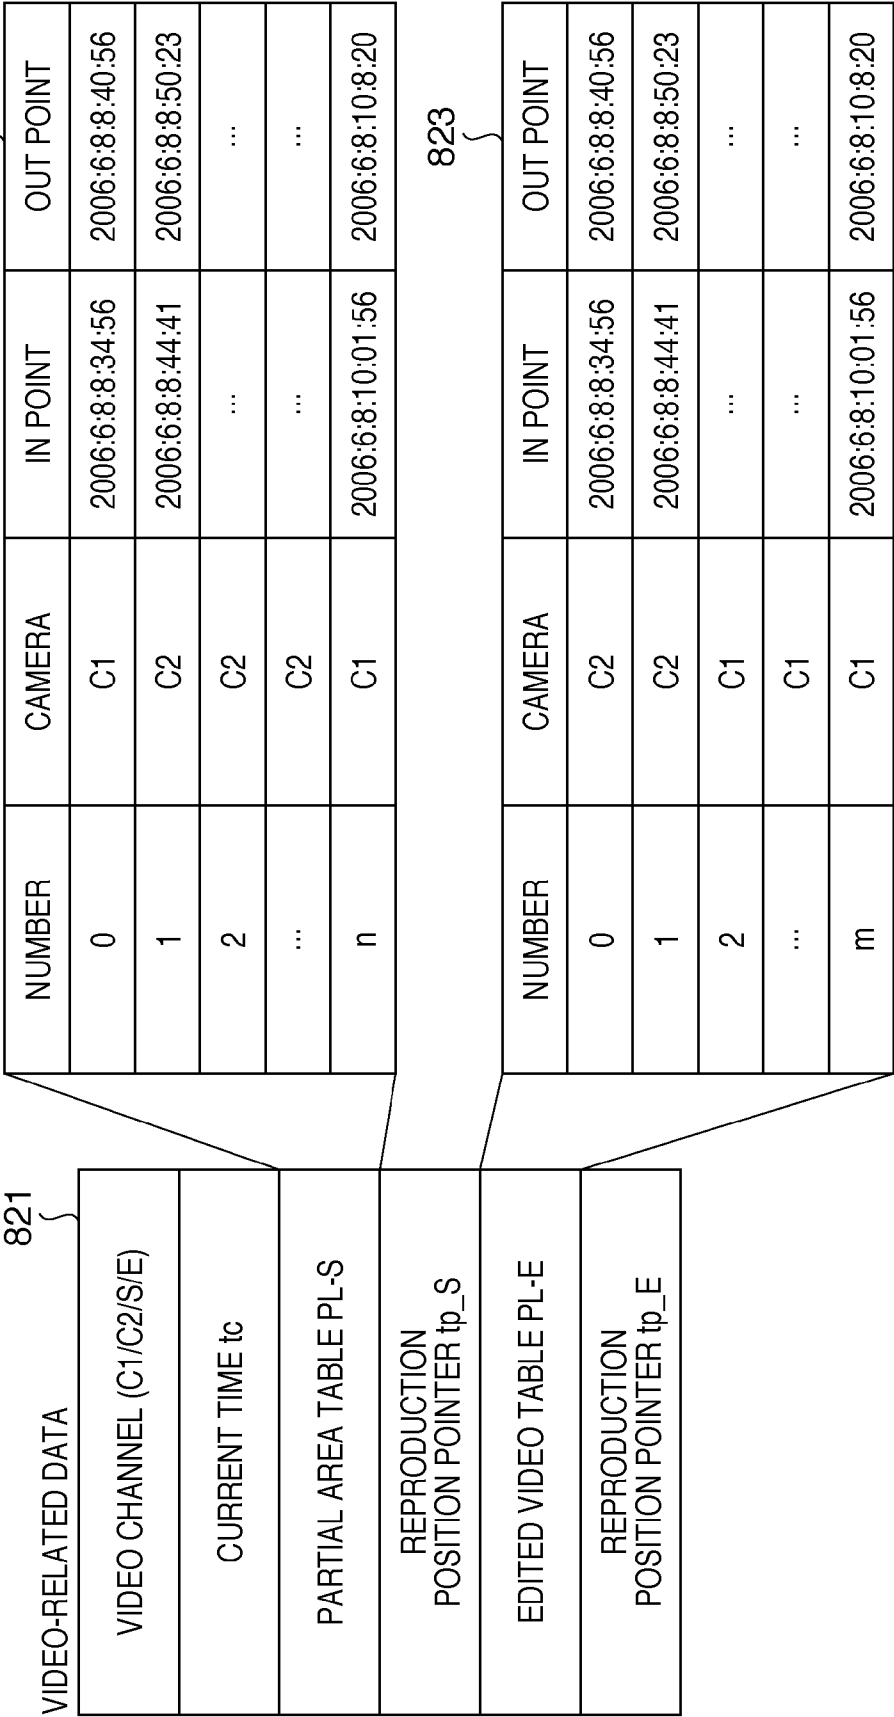 VIDEO-RELATED DATA
821
VIDEO CHANNEL (C1/C2/S/E)
CURRENT TIME tc
PARTIAL AREA TABLE PL-S
REPRODUCTION
POSITION POINTER tp_S
EDITED VIDEO TABLE PL-E
REPRODUCTION
POSITION POINTER tp_E
NUMBER CAMERA IN POINT OUT POINT
0 C1 2006:6:8:8:34:56 2006:6:8:8:40:56
1 C2 2006:6:8:8:44:41 2006:6:8:8:50:23
2 C2 ... ...
... C2 ... ...
n C1 2006:6:8:10:01:56 2006:6:8:10:8:20
823
NUMBER CAMERA IN POINT OUT POINT
0 C2 2006:6:8:8:34:56 2006:6:8:8:40:56
1 C2 2006:6:8:8:44:41 2006:6:8:8:50:23
2 C1 ... ...
... C1 ... ...
m C1 2006:6:8:10:01:56 2006:6:8:10:8:20